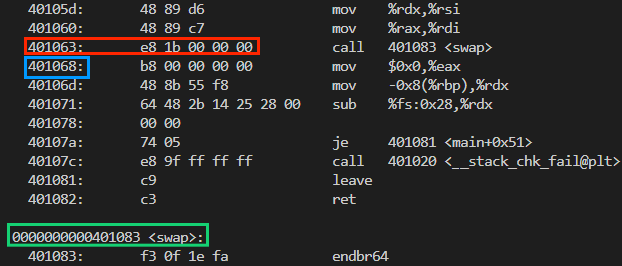 40105d: 48 89 d6 mov %rdx,%rsi
401060: 48 89 c7 mov %rax,%rdi
401063: e8 1b 00 00 00 call 401083 <swap>
401068: b8 00 00 00 00 mov $0x0,%eax
40106d: 48 8b 55 f8 mov -0x8(%rbp),%rdx
401071: 64 48 2b 14 25 28 00 sub %fs:0x28,%rdx
401078: 00 00
40107a: 74 05 je 401081 <main+0x51>
40107c: e8 9f ff ff ff call 401020 <__stack_chk_fail@plt>
401081: c9 leave
401082: c3 ret
0000000000401083 <swap>:
401083: f3 0f 1e fa endbr64